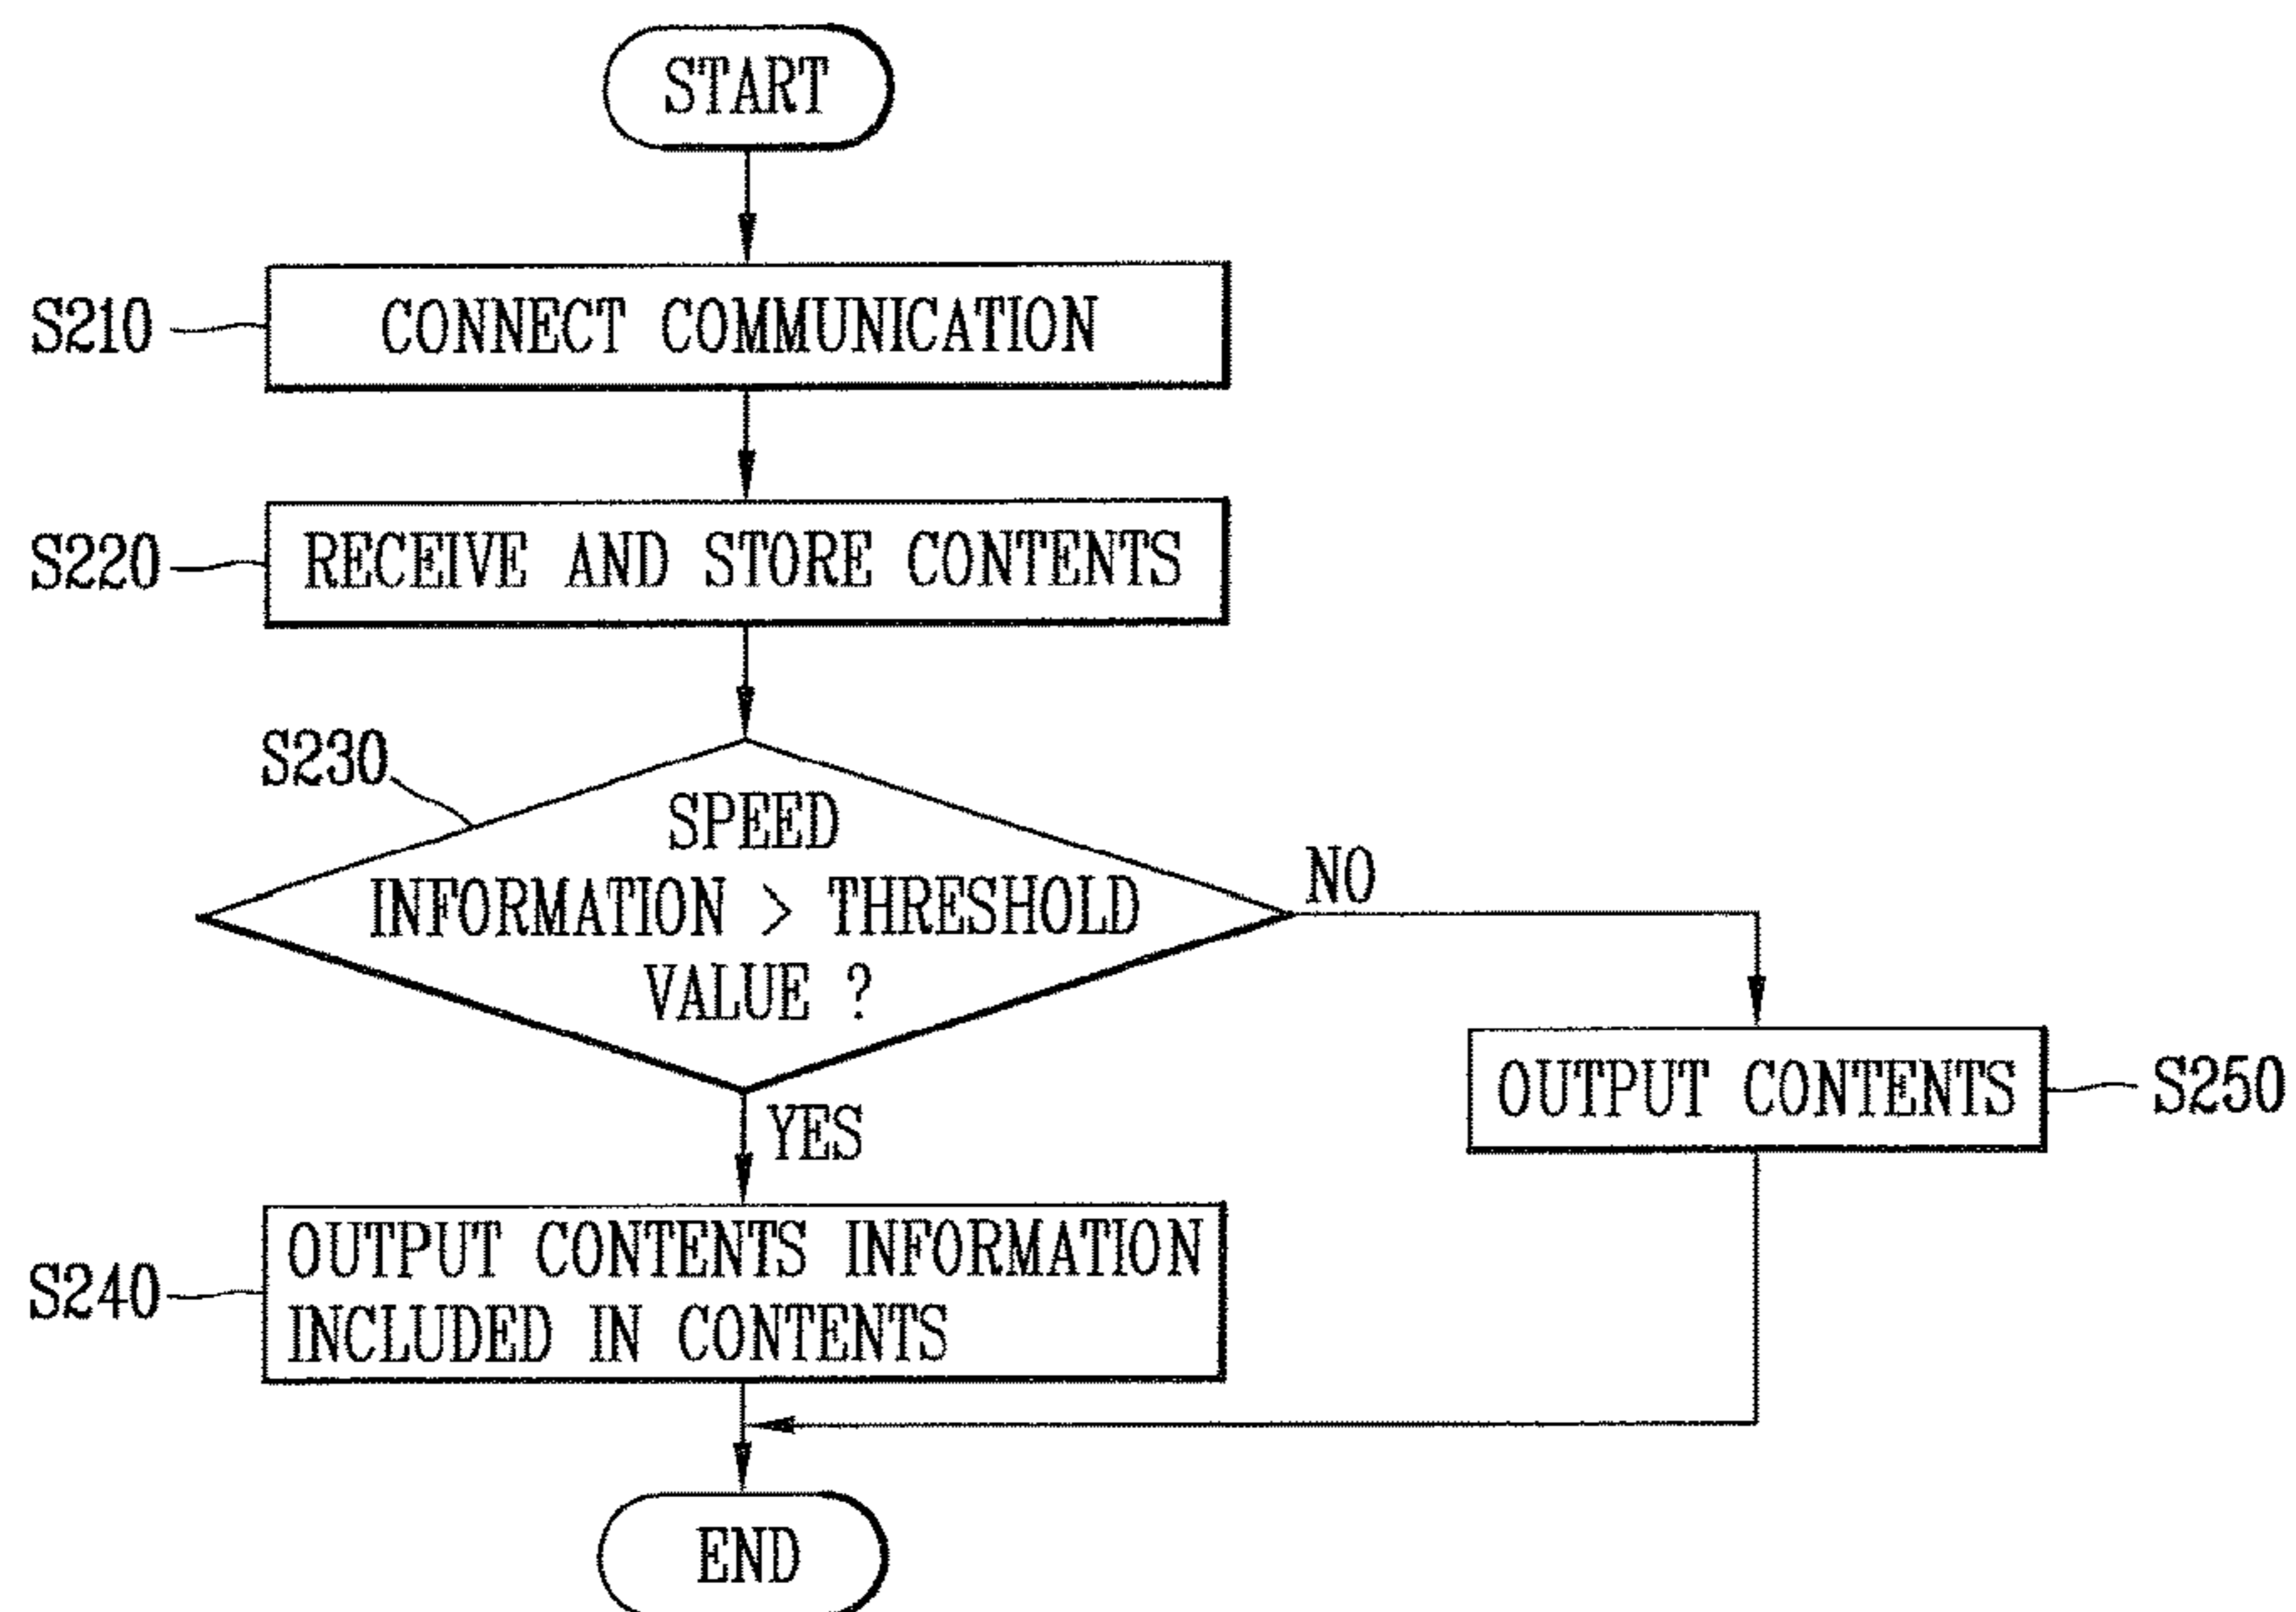 START
S210
CONNECT COMMUNICATION
S220
RECEIVE AND STORE CONTENTS
S230
SPEED
INFORMATION > THRESHOLD
VALUE ?
NO
YES
OUTPUT CONTENTS
S250
S240
OUTPUT CONTENTS INFORMATION
INCLUDED IN CONTENTS
END